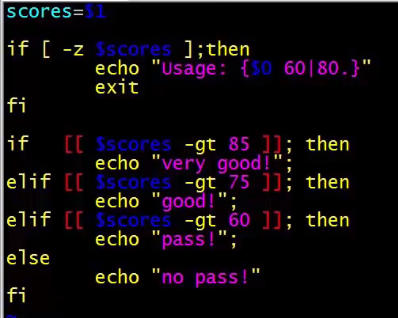 scores=$1
if [ -z $scores ];then
echo "Usage: {$0 60|80.}"
exit
fi
if [[ $scores -gt 85 ]]; then
echo "very good!";
elif [[ $scores -gt 75 ]]; then
echo "good!";
elif [[ $scores -gt 60 ]]; then
echo "pass!";
else
echo "no pass!"
fi